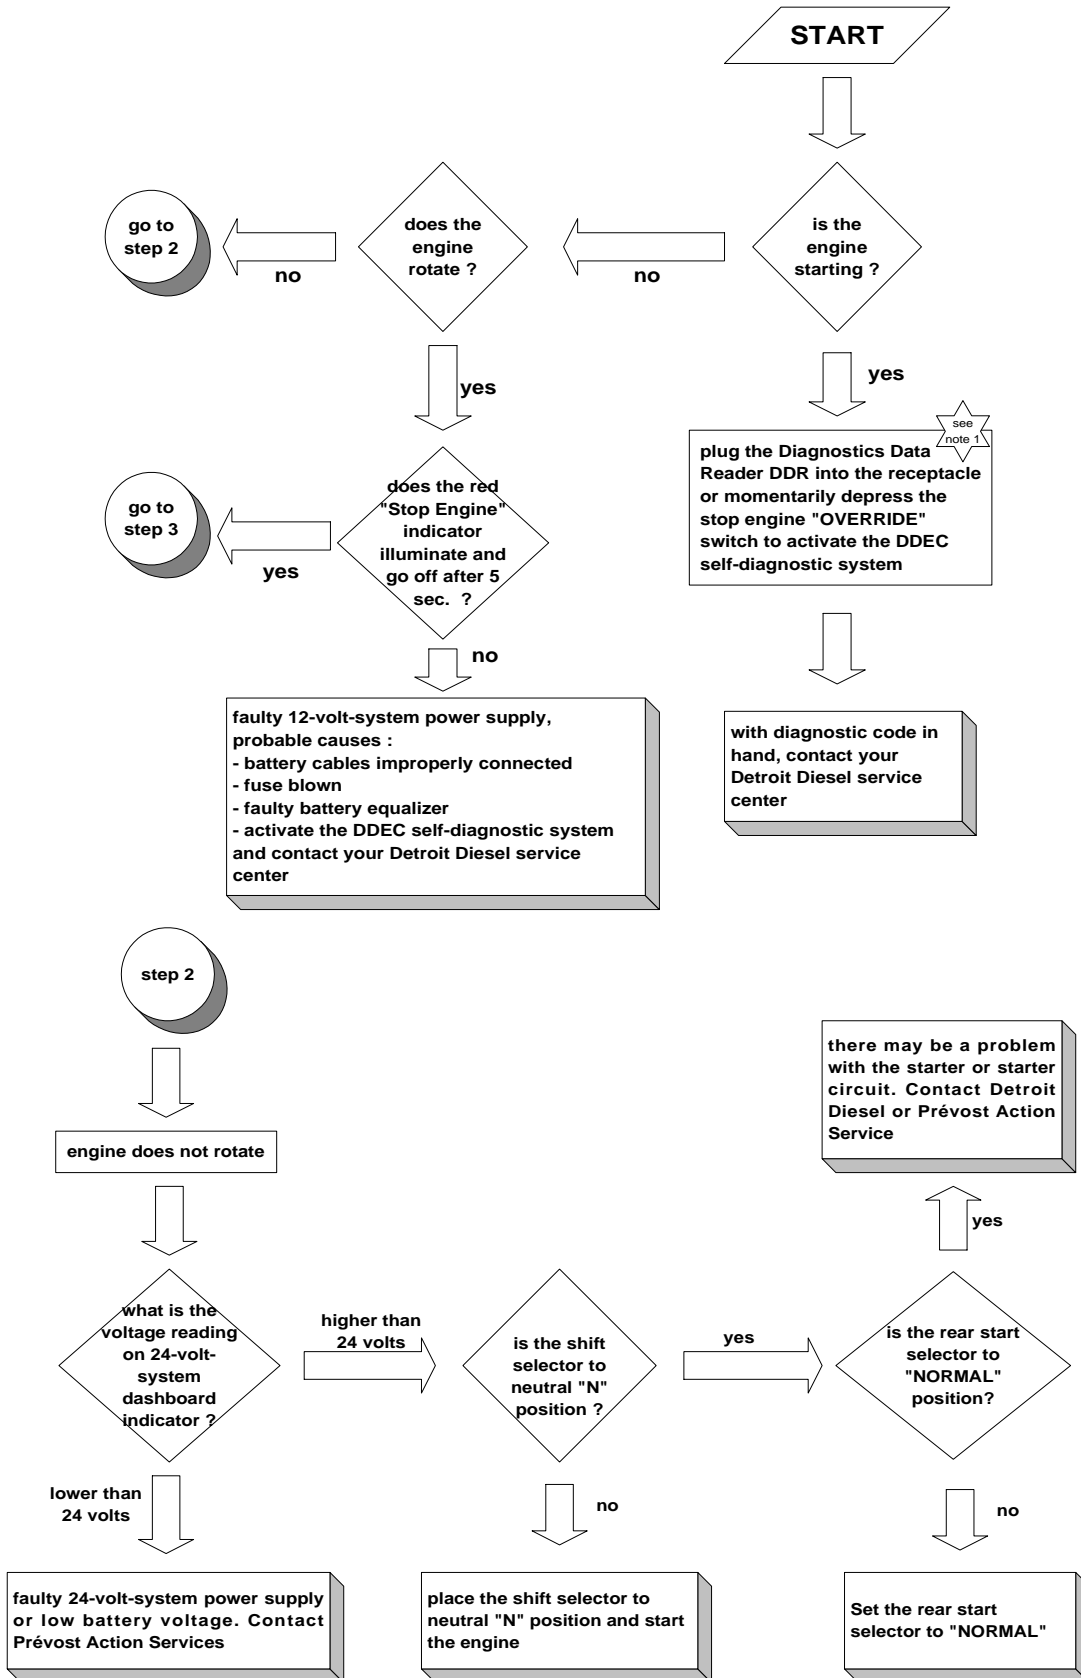 START
is the
engine
starting ?
no
does the
engine
rotate ?
no
go to
step 2
yes
yes
see
note 1
plug the Diagnostics Data
Reader DDR into the receptacle
or momentarily depress the
stop engine "OVERRIDE"
switch to activate the DDEC
self-diagnostic system
does the red
"Stop Engine"
indicator
illuminate and
go off after 5
sec. ?
yes
go to
step 3
no
faulty 12-volt-system power supply,
probable causes :
- battery cables improperly connected
- fuse blown
- faulty battery equalizer
- activate the DDEC self-diagnostic system
and contact your Detroit Diesel service
center
with diagnostic code in
hand, contact your
Detroit Diesel service
center
step 2
engine does not rotate
what is the
voltage reading
on 24-volt-
system
dashboard
indicator ?
higher than
24 volts
is the shift
selector to
neutral "N"
position ?
yes
is the rear start
selector to
"NORMAL"
position?
yes
there may be a problem
with the starter or starter
circuit. Contact Detroit
Diesel or Prévost Action
Service
lower than
24 volts
no
no
faulty 24-volt-system power supply
or low battery voltage. Contact
Prévost Action Services
place the shift selector to
neutral "N" position and start
the engine
Set the rear start
selector to "NORMAL"